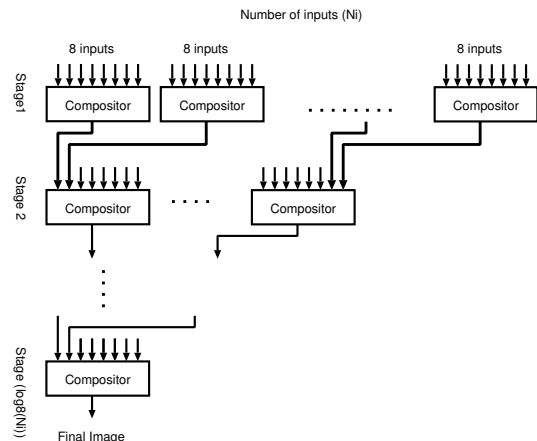 Number of inputs (Ni)
8 inputs
8 inputs
8 inputs
Stage1
Compositor
Compositor
. . . . . . . .
Compositor
Stage 2
Compositor
. . . .
Compositor
Stage (log8(Ni))
Compositor
Final Image